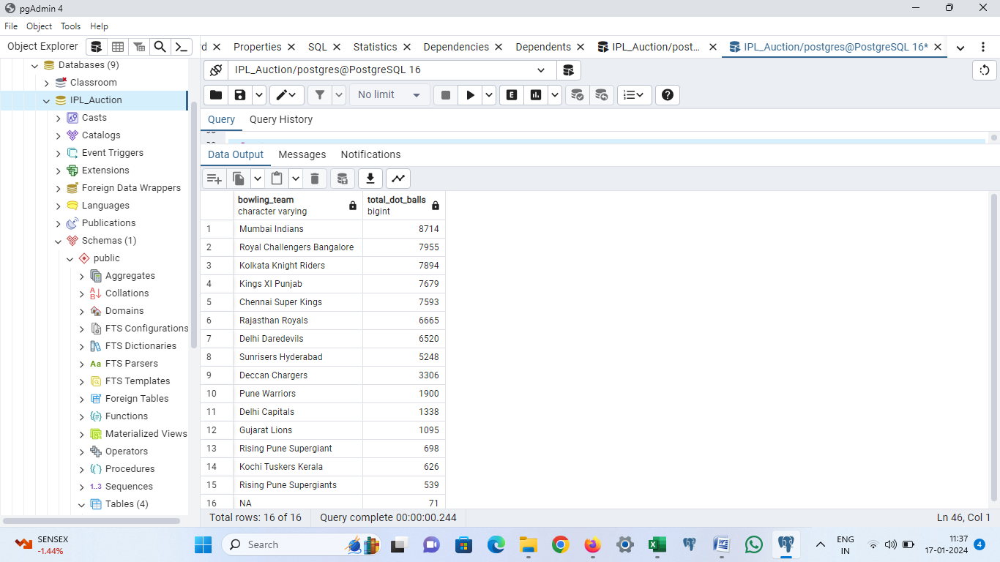 pgAdmin 4
File Object Tools Help
Object Explorer
Properties SQL Statistics Dependencies Dependents IPL_Auction/post... IPL_Auction/postgres@PostgreSQL 16*
Databases (9)
Classroom
IPL_Auction
Casts
Catalogs
Event Triggers
Extensions
Foreign Data Wrappers
Languages
Publications
Schemas (1)
public
Aggregates
Collations
Domains
FTS Configurations
FTS Dictionaries
Aa FTS Parsers
FTS Templates
Foreign Tables
Functions
Materialized Views
Operators
Procedures
1..3 Sequences
Tables (4)
IPL_Auction/postgres@PostgreSQL 16
No limit
E
Query Query History
Data Output Messages Notifications
bowling_team total_dot_balls
character varying bigint
1 Mumbai Indians 8714
2 Royal Challengers Bangalore 7955
3 Kolkata Knight Riders 7894
4 Kings XI Punjab 7679
5 Chennai Super Kings 7593
6 Rajasthan Royals 6665
7 Delhi Daredevils 6520
8 Sunrisers Hyderabad 5248
9 Deccan Chargers 3306
10 Pune Warriors 1900
11 Delhi Capitals 1338
12 Gujarat Lions 1095
13 Rising Pune Supergiant 698
14 Kochi Tuskers Kerala 626
15 Rising Pune Supergiants 539
16 NA 71
Total rows: 16 of 16 Query complete 00:00:00.244 Ln 46, Col 1
SENSEX
-1.44%
Search
ENG
IN
11:37
17-01-2024
4